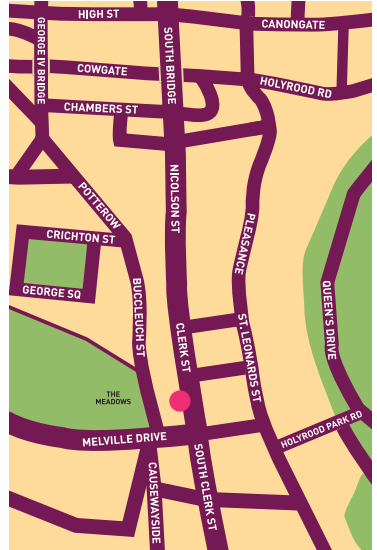 HIGH ST
CANONGATE
GEORGE IV BRIDGE
SOUTH BRIDGE
COWGATE
HOLYROOD RD
CHAMBERS ST
NICOLSON ST
POTTEROW
PLEASANCE
CRICHTON ST
GEORGE SQ
BUCCLEUCH ST
QUEEN'S DRIVE
CLERK ST
ST. LEONARDS ST
THE
MEADOWS
HOLYROOD PARK RD
MELVILLE DRIVE
SOUTH CLERK ST
CAUSEWAYSIDE